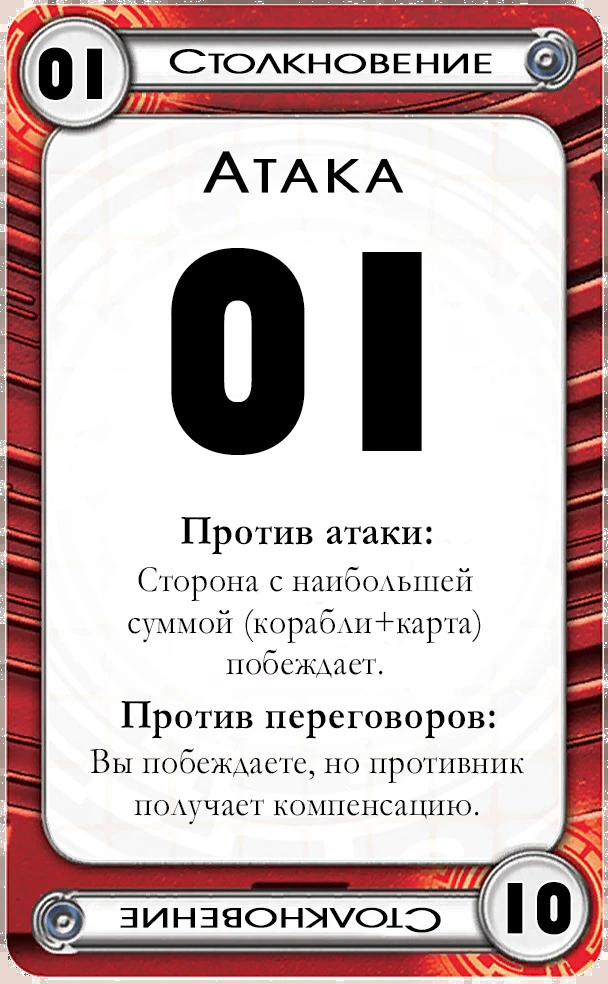 01 Столкновение
Атака
01
Против атаки:
Сторона с наибольшей
суммой (корабли+карта)
побеждает.
Против переговоров:
Вы побеждаете, но противник
получает компенсацию.
Столкновение 01